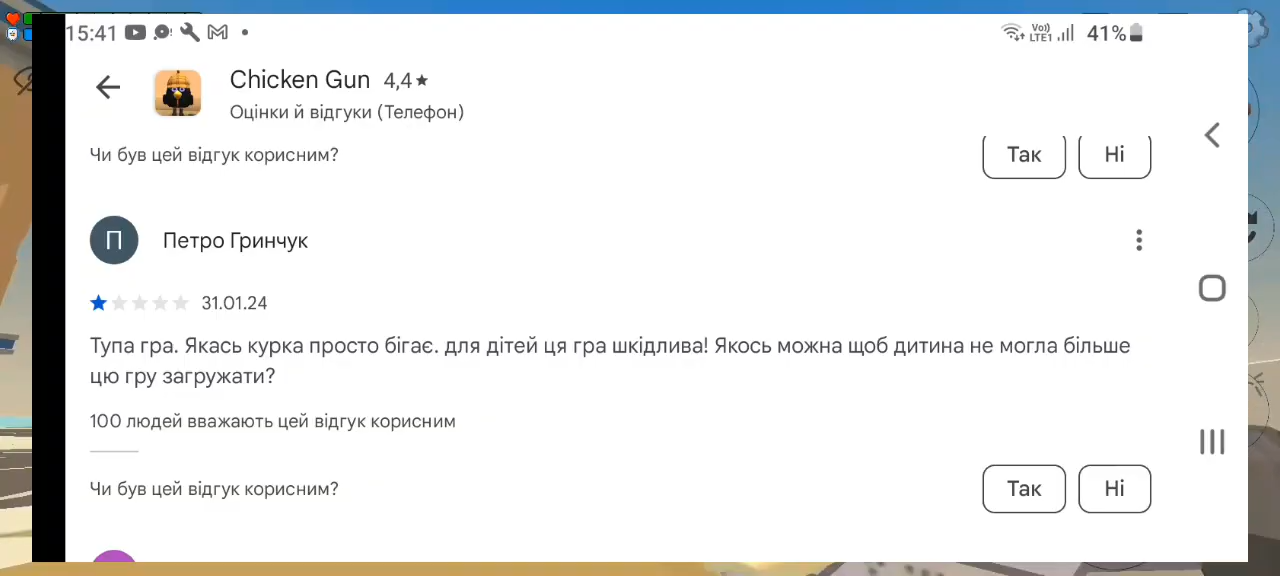 15:41
Vo)) LTE1 41%
Chicken Gun 4,4★
Оцінки й відгуки (Телефон)
Чи був цей відгук корисним? Так Ні
П Петро Гринчук
31.01.24
Тупа гра. Якась курка просто бігає. для дітей ця гра шкідлива! Якось можна щоб дитина не могла більше
цю гру загружати?
100 людей вважають цей відгук корисним
Чи був цей відгук корисним? Так Ні